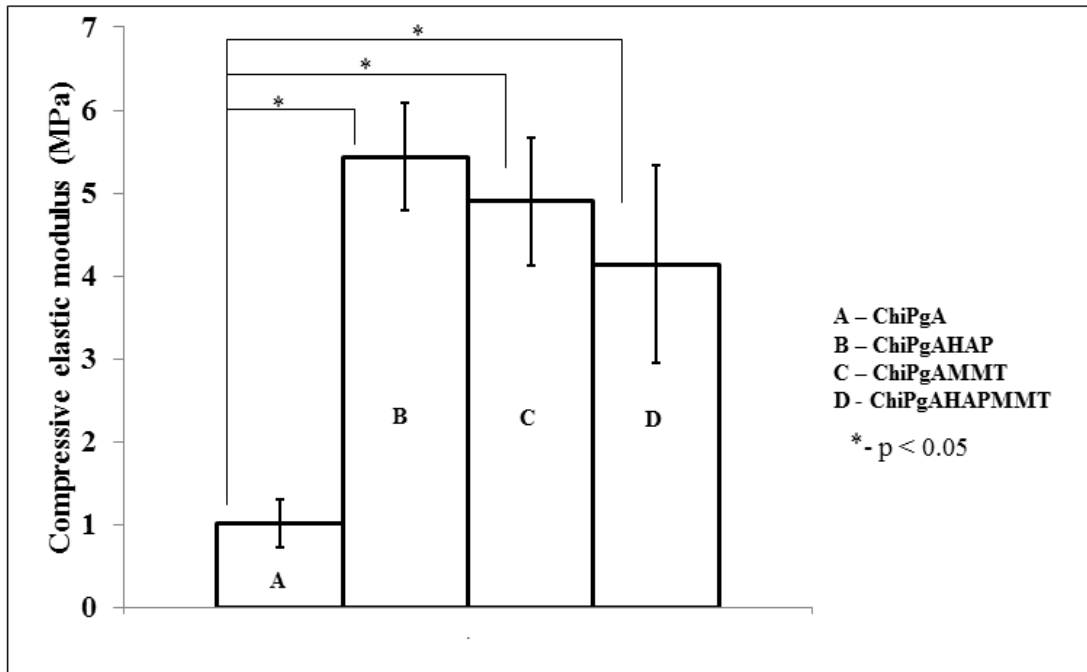 Compressive elastic modulus (MPa)
7
6
5
4
3
2
1
0
*
*
*
A
B
C
D
A – ChiPgA
B – ChiPgAHAP
C – ChiPgAMMT
D - ChiPgAHAPMMT
*- p < 0.05